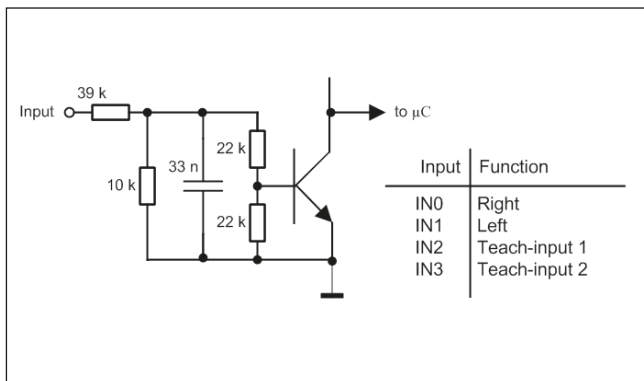 39 k
Input
to µC
22 k
33 n
10 k
22 k
Input Function
IN0 Right
IN1 Left
IN2 Teach-input 1
IN3 Teach-input 2